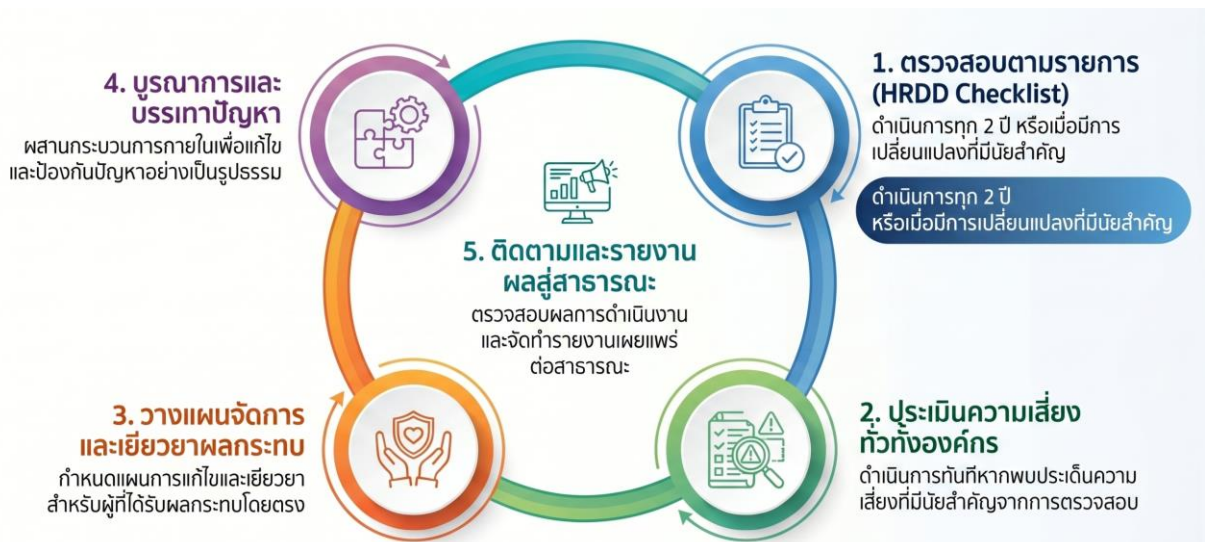 1. ตรวจสอบตามรายการ
(HRDD Checklist)
ดำเนินการทุก 2 ปี หรือเมื่อมีการ
เปลี่ยนแปลงที่มีนัยสำคัญ
ดำเนินการทุก 2 ปี
หรือเมื่อมีการเปลี่ยนแปลงที่มีนัยสำคัญ
2. ประเมินความเสี่ยง
ทั่วทั้งองค์กร
ดำเนินการทันทีหากพบประเด็นความ
เสี่ยงที่มีนัยสำคัญจากการตรวจสอบ
3. วางแผนจัดการ
และเยียวยาผลกระทบ
กำหนดแผนการแก้ไขและเยียวยา
สำหรับผู้ที่ได้รับผลกระทบโดยตรง
4. บูรณาการและ
บรรเทาปัญหา
ผสานกระบวนการภายในเพื่อแก้ไข
และป้องกันปัญหาอย่างเป็นรูปธรรม
5. ติดตามและรายงาน
ผลสู่สาธารณะ
ตรวจสอบผลการดำเนินงาน
และจัดทำรายงานเผยแพร่
ต่อสาธารณะ